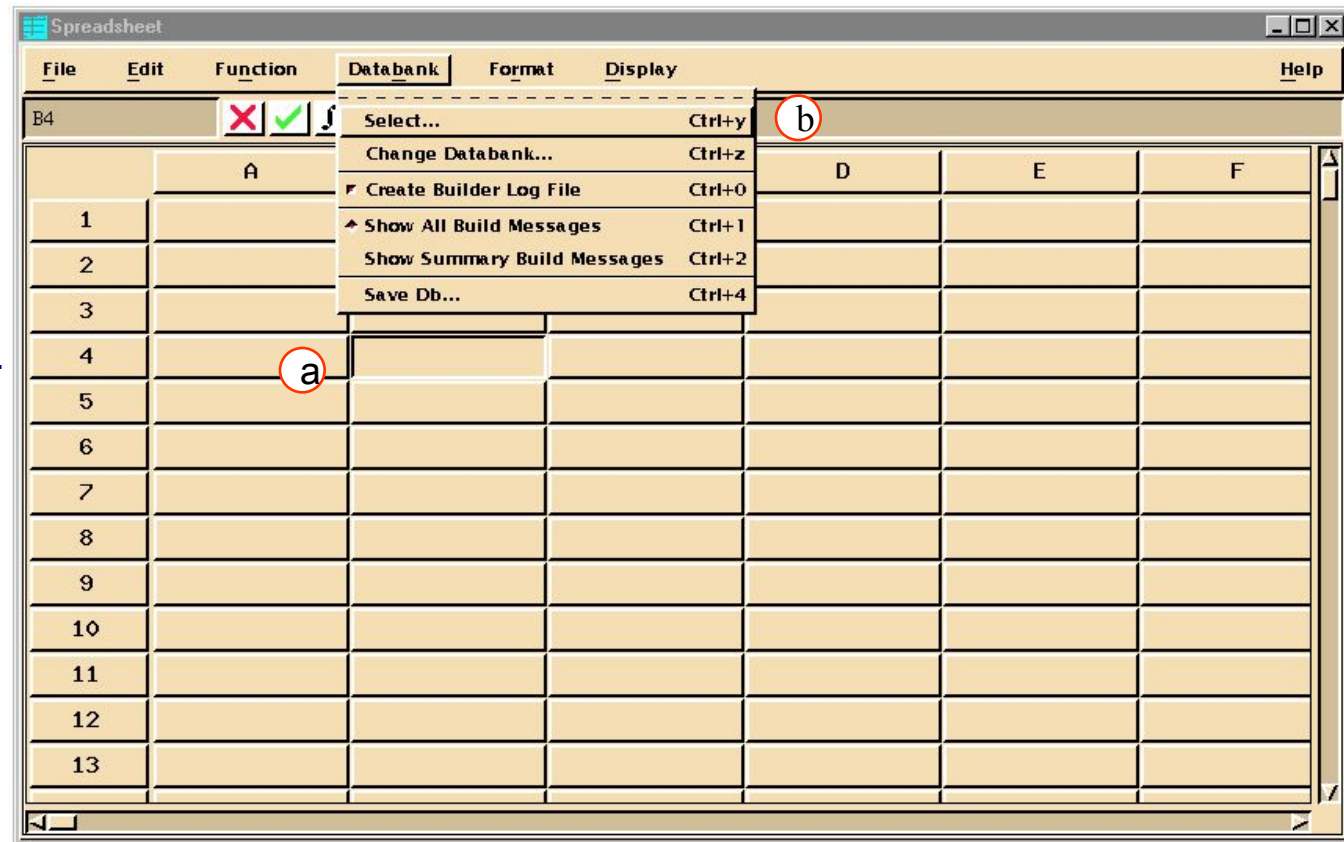 Spreadsheet
File Edit Function Databank Format Display Help
B4
Select... Ctrl+y b
Change Databank... Ctrl+z
A D E F
Create Builder Log File Ctrl+0
1
Show All Build Messages Ctrl+1
2
Show Summary Build Messages Ctrl+2
Save Db... Ctrl+4
3
4
a
5
6
7
8
9
10
11
12
13